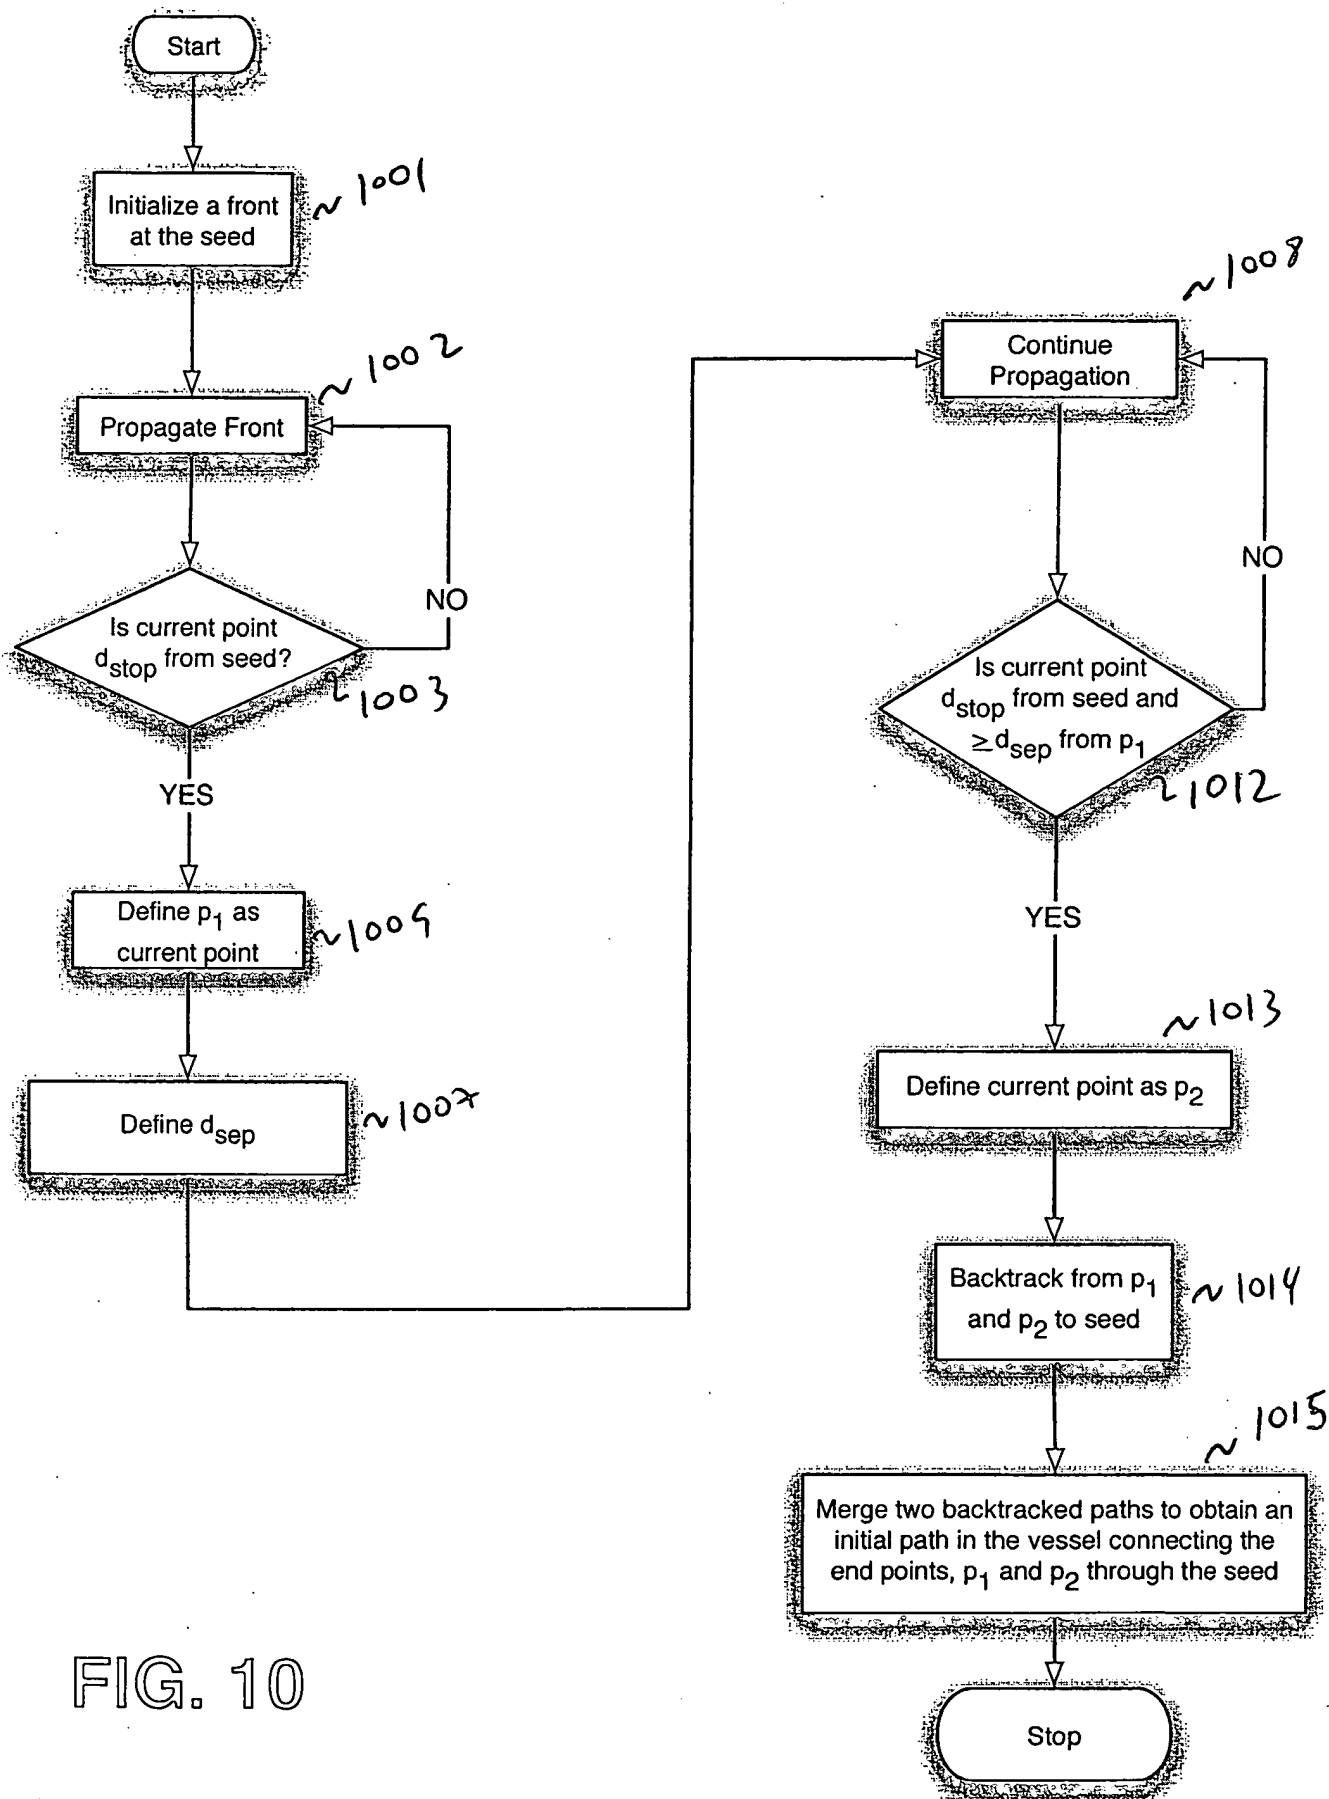 Start
Initialize a front
at the seed
~1001
Propagate Front
~1002
Is current point
dstop from seed?
NO
~1003
YES
Define p1 as
current point
Define dsep
~1007
Continue
Propagation
~1008
Is current point
dstop from seed and
≥dsep from p1
NO
~1012
YES
Define current point as p2
~1013
Backtrack from p1
and p2 to seed
~1014
Merge two backtracked paths to obtain an
initial path in the vessel connecting the
end points, p1 and p2 through the seed
~1015
Stop
FIG. 10